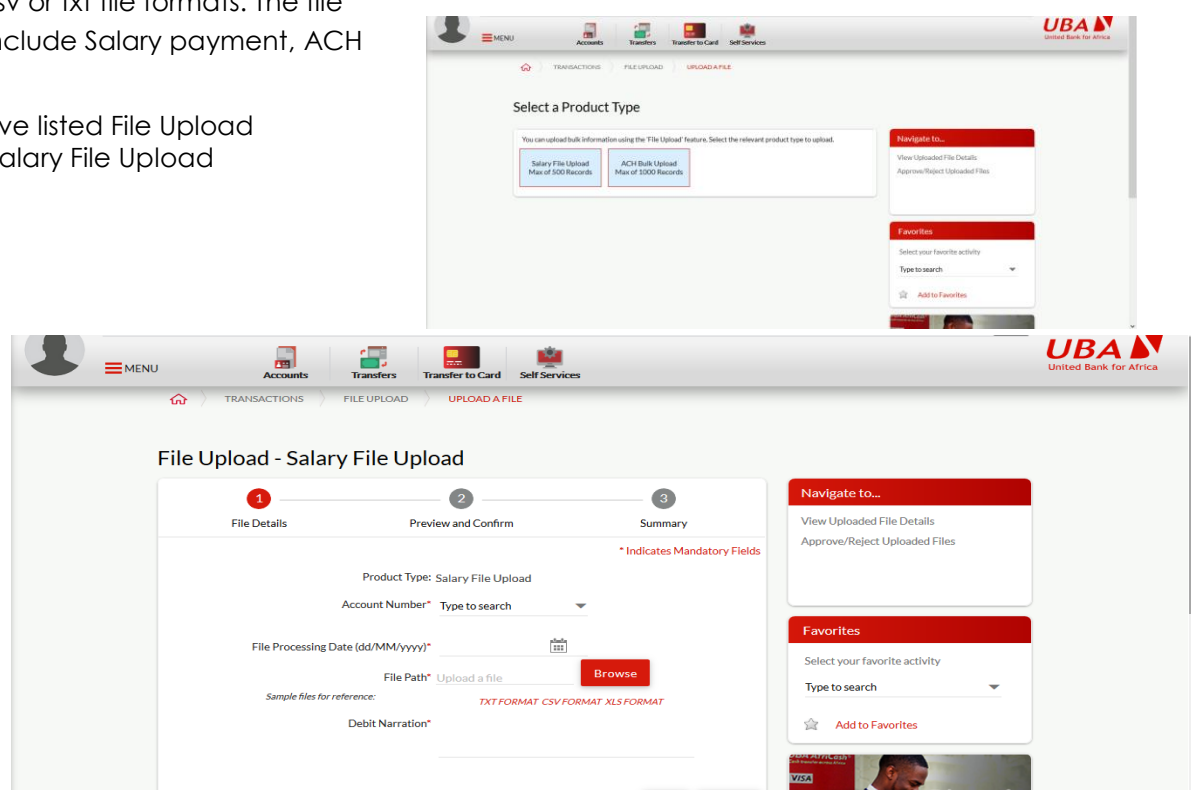 sv or txt file formats. The file
nclude Salary payment, ACH
ve listed File Upload
alary File Upload
MENU
Accounts Transfers Transfer to Card Self Services
UBA
United Bank for Africa
TRANSACTIONS FILE UPLOAD UPLOAD A FILE
Select a Product Type
You can upload bulk information using the 'File Upload' feature, Select the relevant product type to upload.
Salary File Upload
Max of 500 Records
ACH Bulk Upload
Max of 1000 Records
Navigate to...
View Uploaded File Details
Approve/Reject Uploaded Files
Favorites
Select your favorite activity
Type to search
Add to Favorites
MENU
Accounts Transfers Transfer to Card Self Services
UBA
United Bank for Africa
TRANSACTIONS FILE UPLOAD UPLOAD A FILE
File Upload - Salary File Upload
1 2 3
File Details Preview and Confirm Summary
* Indicates Mandatory Fields
Product Type: Salary File Upload
Account Number* Type to search
File Processing Date (dd/MM/yyyy)*
File Path* Upload a file Browse
Sample files for reference: TXT FORMAT CSV FORMAT XLS FORMAT
Debit Narration*
Navigate to...
View Uploaded File Details
Approve/Reject Uploaded Files
Favorites
Select your favorite activity
Type to search
Add to Favorites
UBA AfriCash
VISA